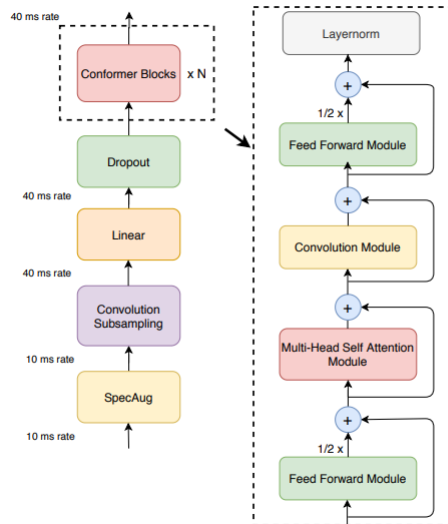 40 ms rate
Conformer Blocks
x N
Dropout
40 ms rate
Linear
40 ms rate
Convolution
Subsampling
10 ms rate
SpecAug
10 ms rate
Layernorm
+
1/2 x
Feed Forward Module
+
Convolution Module
+
Multi-Head Self Attention
Module
+
1/2 x
Feed Forward Module